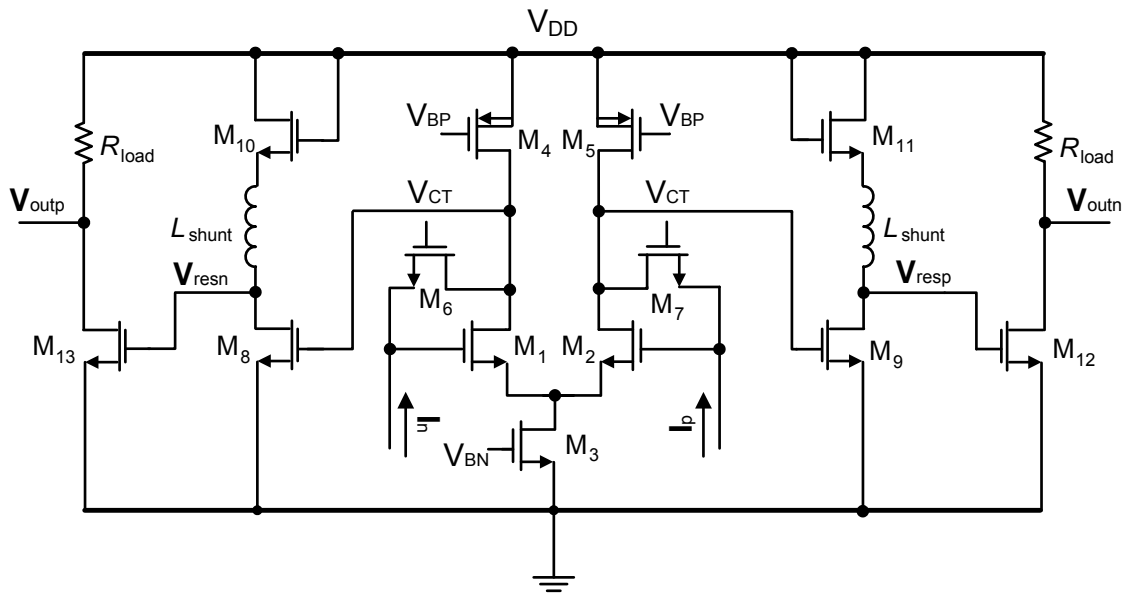 VDD
Rload
M10
VBP
M4
M5
VBP
M11
Rload
Voutp
Lshunt
VCT
VCT
Lshunt
Voutn
Vresn
M6
M7
Vresp
M13
M8
M1
M2
M9
M12
In
Ip
VBN
M3